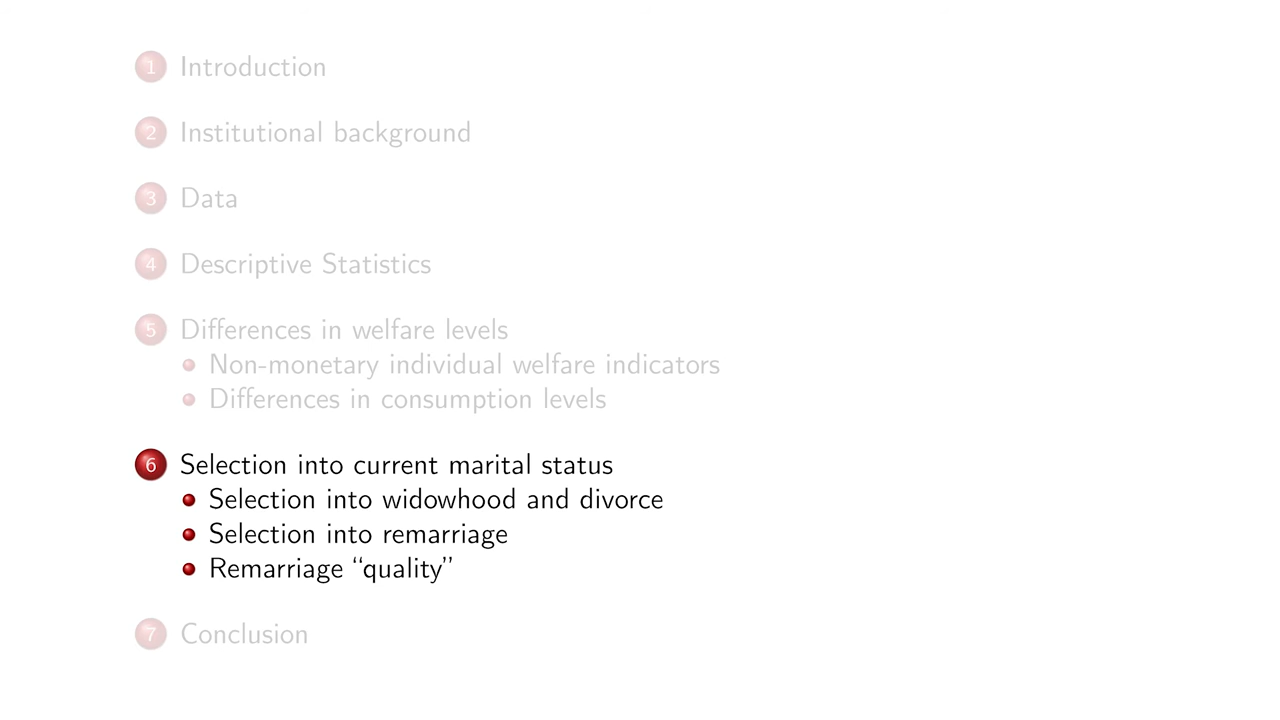 1 Introduction
2 Institutional background
3 Data
4 Descriptive Statistics
5 Differences in welfare levels
Non-monetary individual welfare indicators
Differences in consumption levels
6 Selection into current marital status
Selection into widowhood and divorce
Selection into remarriage
Remarriage “quality”
7 Conclusion